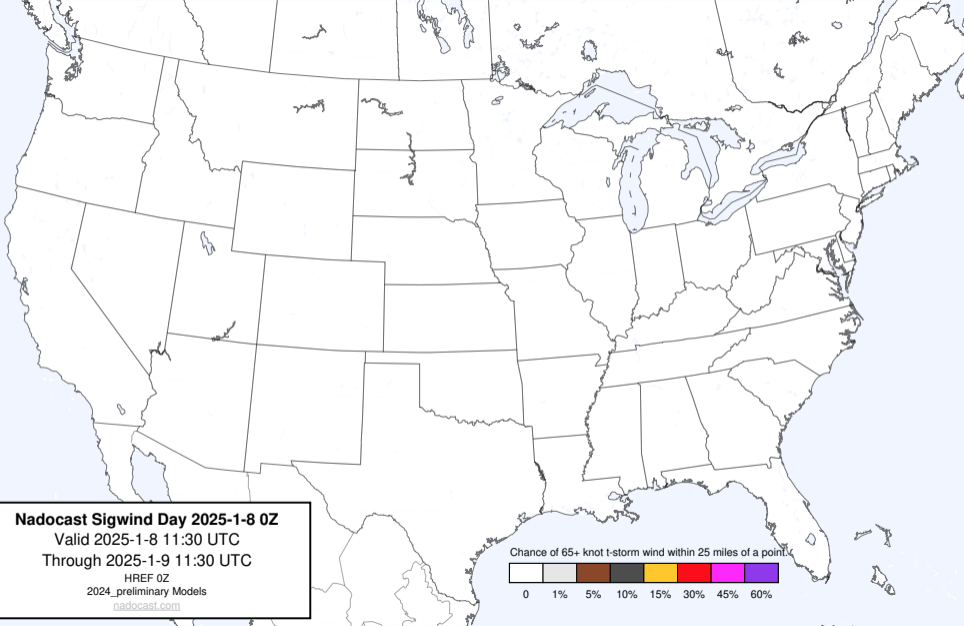 Nadocast Sigwind Day 2025-1-8 0Z
Valid 2025-1-8 11:30 UTC
Through 2025-1-9 11:30 UTC
HREF 0Z
2024_preliminary Models
nadocast.com
Chance of 65+ knot t-storm wind within 25 miles of a point.
0 1% 5% 10% 15% 30% 45% 60%